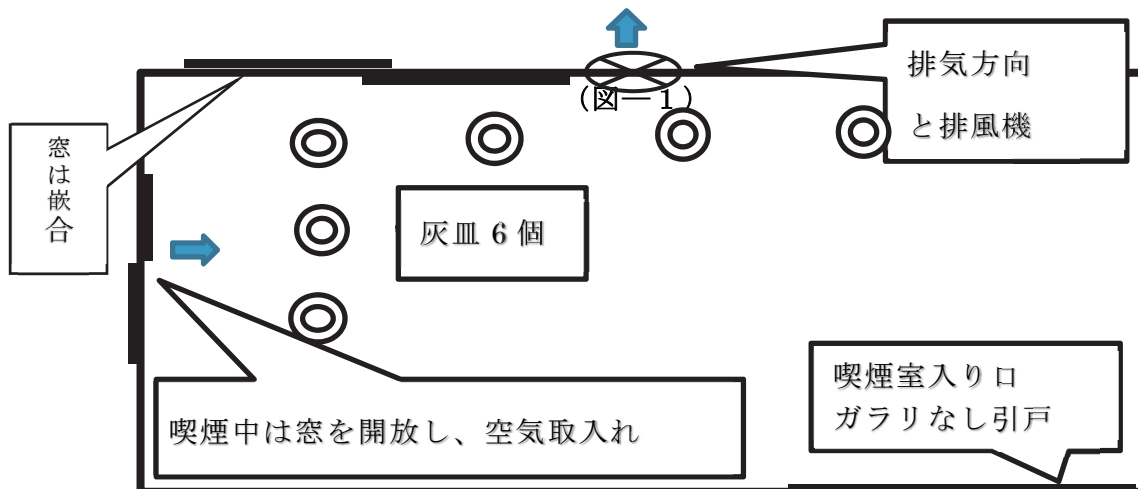 排気方向
と排風機
(図―1)
窓は嵌合
灰皿6個
喫煙中は窓を開放し、空気取入れ
喫煙室入り口
ガラリなし引戸